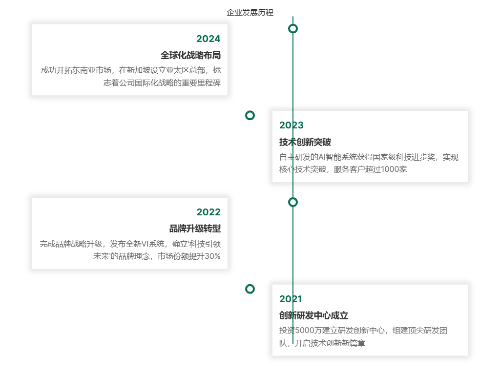 企业发展历程
2024
全球化战略布局
成功开拓东南亚市场，在新加坡设立亚太区总部，标
志着公司国际化战略的重要里程碑
2023
技术创新突破
自主研发的AI智能系统获得国家级科技进步奖，实现
核心技术突破，服务客户超过1000家
2022
品牌升级转型
完成品牌战略升级，发布全新VI系统，确立'科技引领
未来'的品牌理念，市场份额提升30%
2021
创新研发中心成立
投资5000万建立研发创新中心，组建顶尖研发团
队，开启技术创新新篇章